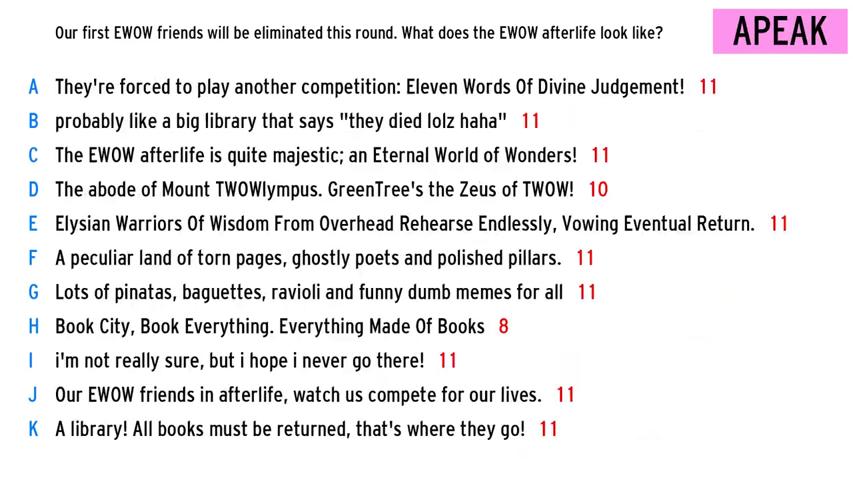 Our first EWOW friends will be eliminated this round. What does the EWOW afterlife look like?
APEAK
A They're forced to play another competition: Eleven Words Of Divine Judgement! 11
B probably like a big library that says "they died lolz haha" 11
C The EWOW afterlife is quite majestic; an Eternal World of Wonders! 11
D The abode of Mount TWOWlympus. GreenTree's the Zeus of TWOW! 10
E Elysian Warriors Of Wisdom From Overhead Rehearse Endlessly, Vowing Eventual Return. 11
F A peculiar land of torn pages, ghostly poets and polished pillars. 11
G Lots of pinatas, baguettes, ravioli and funny dumb memes for all 11
H Book City, Book Everything. Everything Made Of Books 8
I i'm not really sure, but i hope i never go there! 11
J Our EWOW friends in afterlife, watch us compete for our lives. 11
K A library! All books must be returned, that's where they go! 11